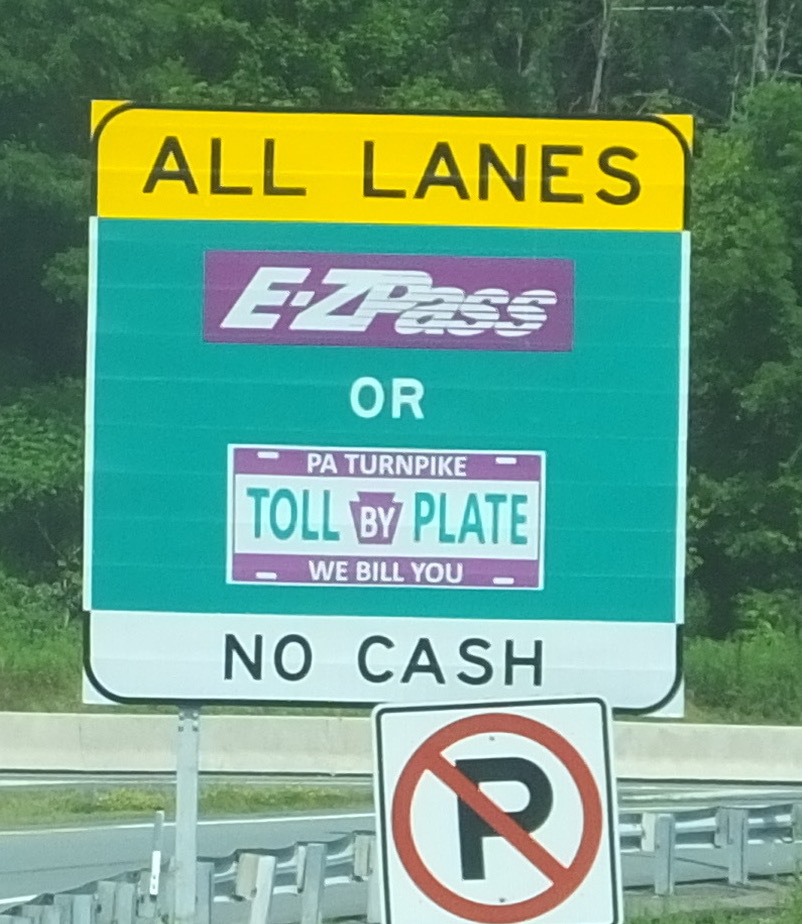 ALL LANES
E-ZPass
OR
PA TURNPIKE
TOLL BY PLATE
WE BILL YOU
NO CASH
P